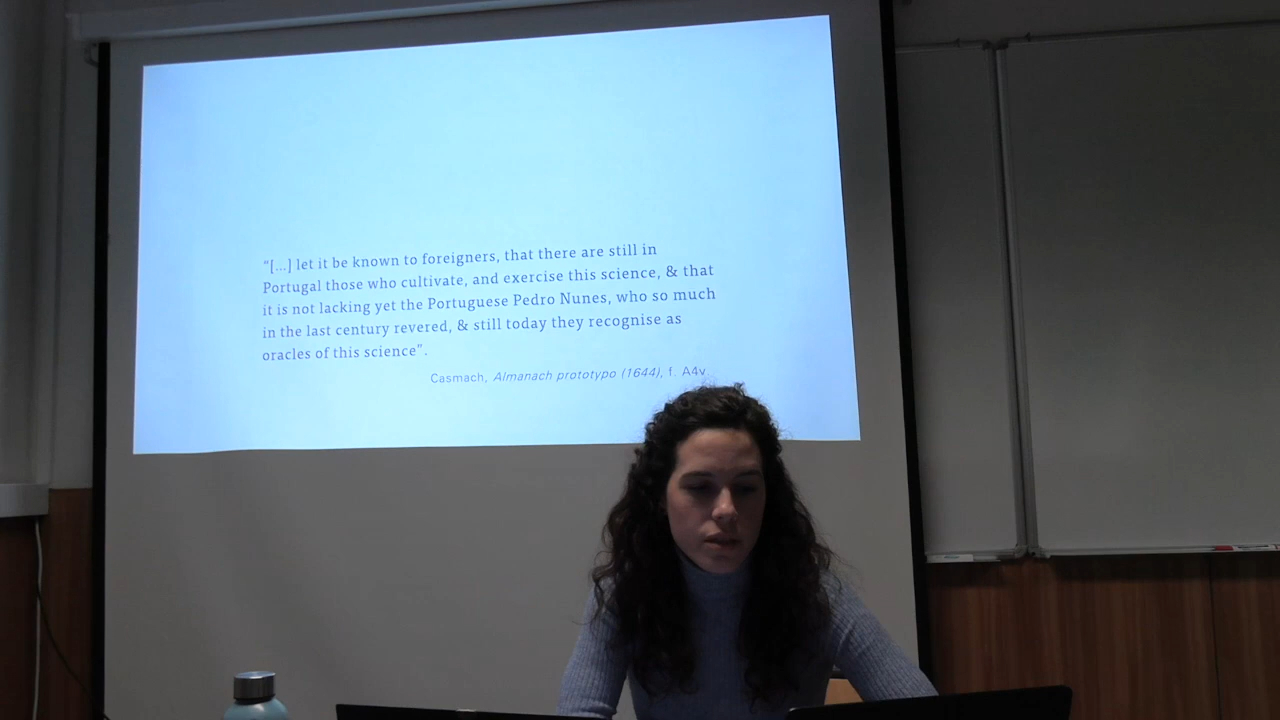 “[...] let it be known to foreigners, that there are still in
Portugal those who cultivate, and exercise this science, & that
it is not lacking yet the Portuguese Pedro Nunes, who so much
in the last century revered, & still today they recognise as
oracles of this science”.
Casmach, Almanach prototypo (1644), f. A4v.